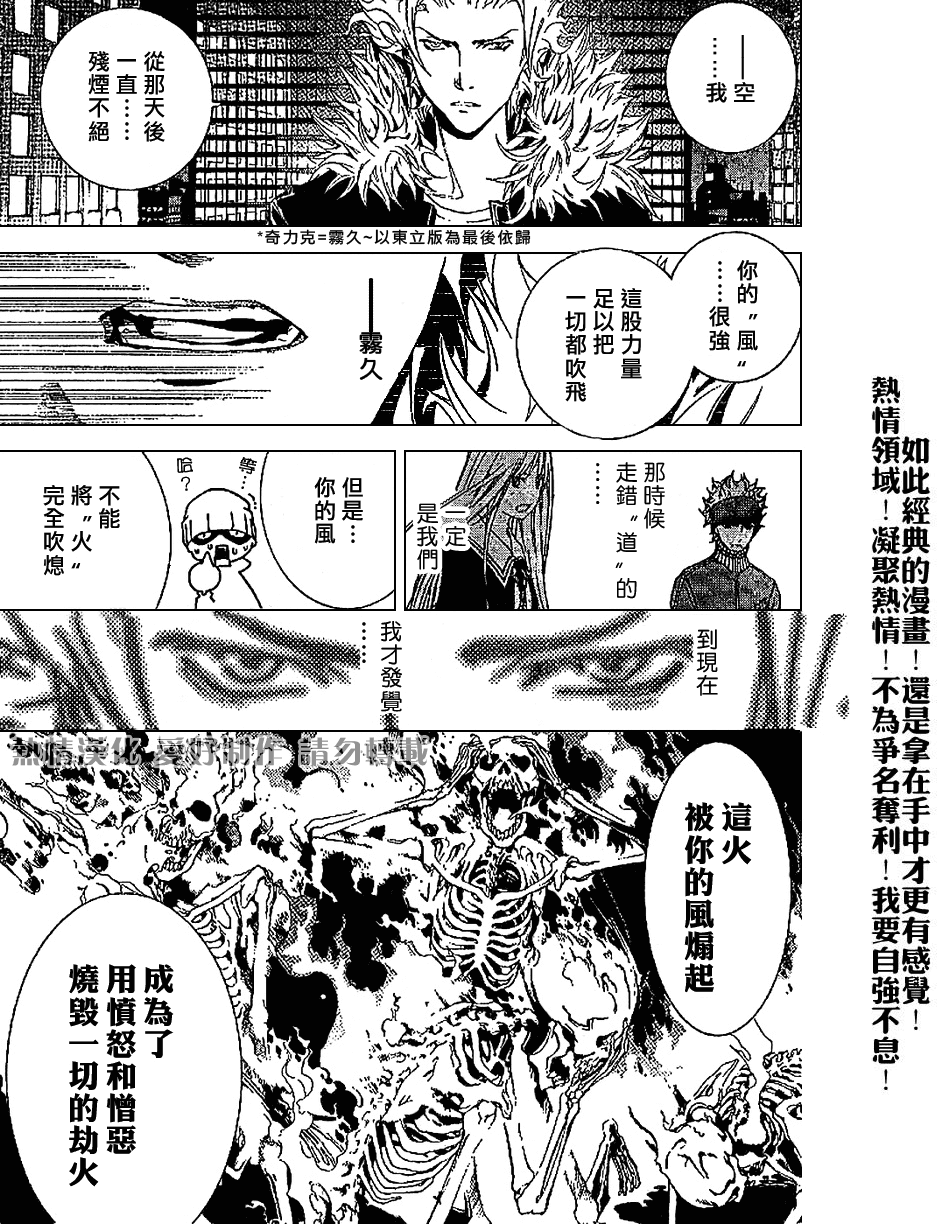 ——空
……我
從那天後
一直……
殘煙不絕
*奇力克=霧久~以東立版為最後依歸
你的〝風〞
……很強
這股力量
足以把
一切都吹飛
——霧久
那時候
走錯〝道〞的
……
一定
是我們
但是…
你的風
等…
哈？
不能
將〝火〞
完全吹熄
到現在
我才發覺
……
熱情漢化 愛好制作 請勿轉載
這火
被你的風煽起
成為了
用憤怒和憎惡
燒毀一切的劫火
如此經典的漫畫！還是拿在手中才更有感覺！
熱情領域！凝聚熱情！不為爭名奪利！我要自強不息！